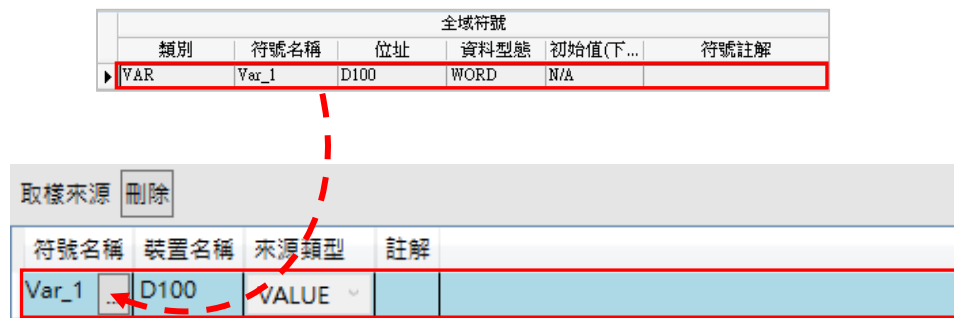 全域符號
類別 符號名稱 位址 資料型態 初始值(下... 符號註解
VAR Var_1 D100 WORD N/A
取樣來源 刪除
符號名稱 裝置名稱 來源類型 註解
Var_1 ... D100 VALUE